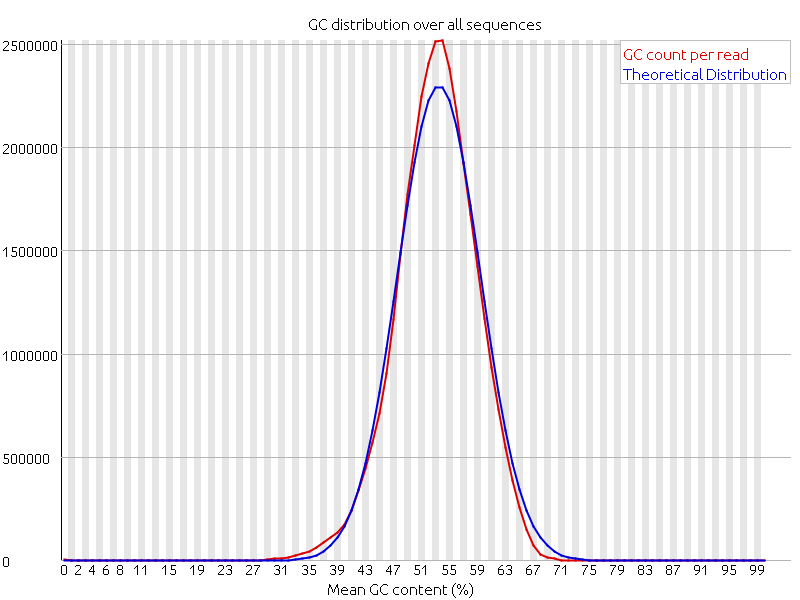 GC distribution over all sequences
GC count per read
Theoretical Distribution
2500000
2000000
1500000
1000000
500000
0
0 2 4 6 8 11 15 19 23 27 31 35 39 43 47 51 55 59 63 67 71 75 79 83 87 91 95 99
Mean GC content (%)